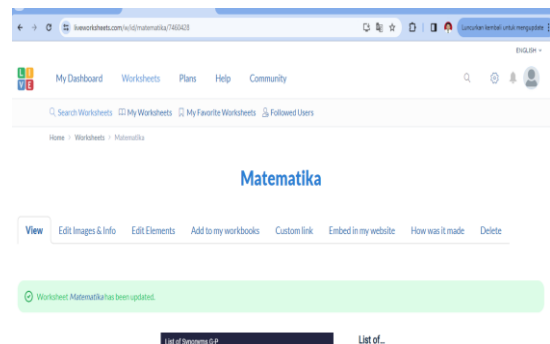 liveworksheets.com/w/id/matematika/7460428
Luncurkan kembali untuk mengupdate
ENGLISH
LIVE
My Dashboard Worksheets Plans Help Community
Search Worksheets My Worksheets My Favorite Worksheets Followed Users
Home > Worksheets > Matematika
Matematika
View Edit Images & Info Edit Elements Add to my workbooks Custom link Embed in my website How was it made Delete
Worksheet Matematika has been updated.
List of Synonyms G-P
List of...